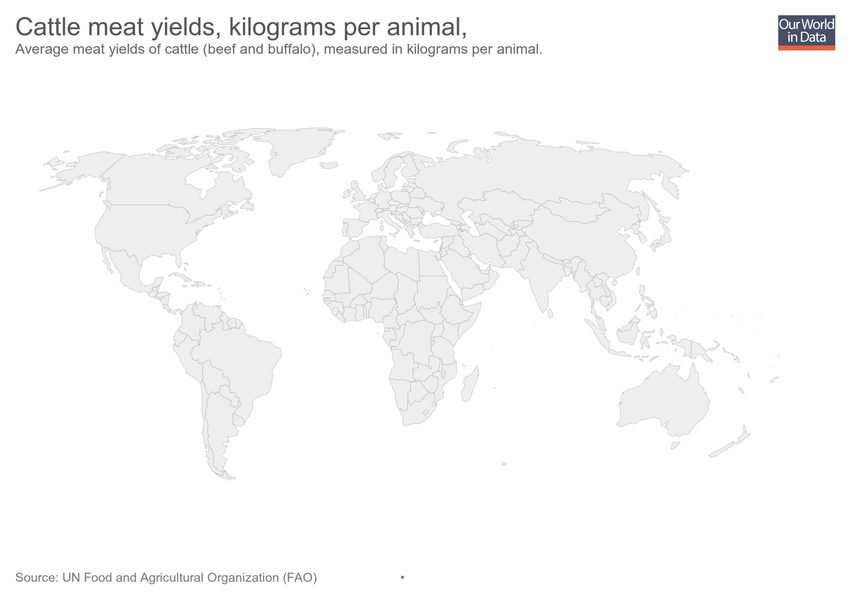 Cattle meat yields, kilograms per animal,
Average meat yields of cattle (beef and buffalo), measured in kilograms per animal.
Our World
in Data
Source: UN Food and Agricultural Organization (FAO) •